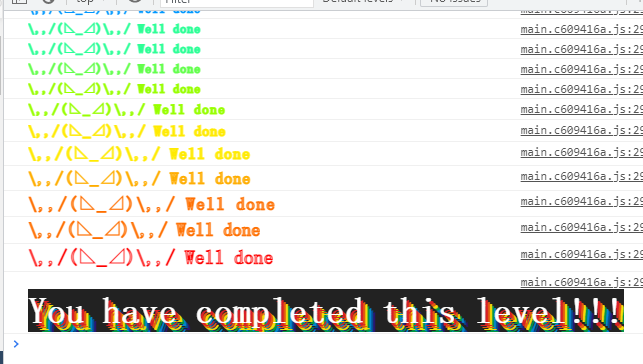 top Filter Default levels No issues
main.c609416a.js:29
\,,/(◺_◿)\,,/ Well done main.c609416a.js:29
\,,/(◺_◿)\,,/ Well done main.c609416a.js:29
\,,/(◺_◿)\,,/ Well done main.c609416a.js:29
\,,/(◺_◿)\,,/ Well done main.c609416a.js:29
\,,/(◺_◿)\,,/ Well done main.c609416a.js:29
\,,/(◺_◿)\,,/ Well done main.c609416a.js:29
\,,/(◺_◿)\,,/ Well done main.c609416a.js:29
\,,/(◺_◿)\,,/ Well done main.c609416a.js:29
\,,/(◺_◿)\,,/ Well done main.c609416a.js:29
\,,/(◺_◿)\,,/ Well done main.c609416a.js:29
\,,/(◺_◿)\,,/ Well done main.c609416a.js:29
main.c609416a.js:29
You have completed this level!!!
>